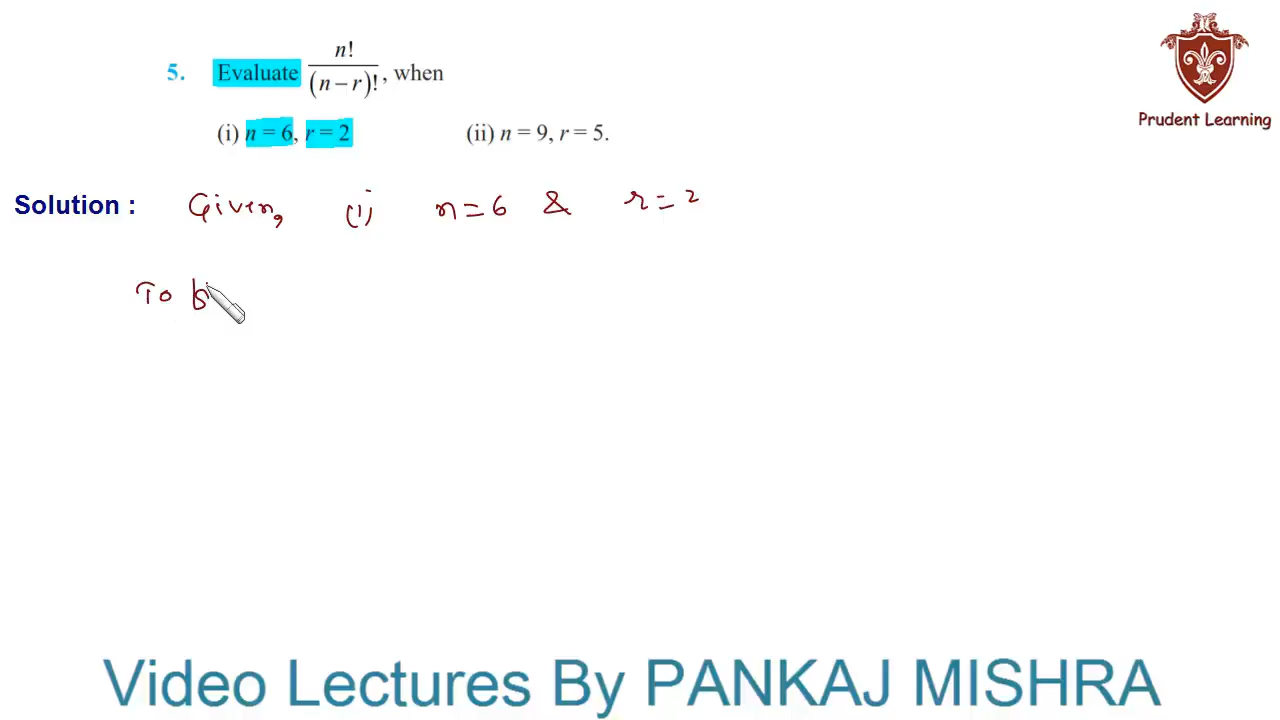 5. Evaluate n!/(n − r)!, when
(i) n = 6, r = 2 (ii) n = 9, r = 5.
Prudent Learning
Solution : Given, (i) n = 6 & r = 2
To
Video Lectures By PANKAJ MISHRA